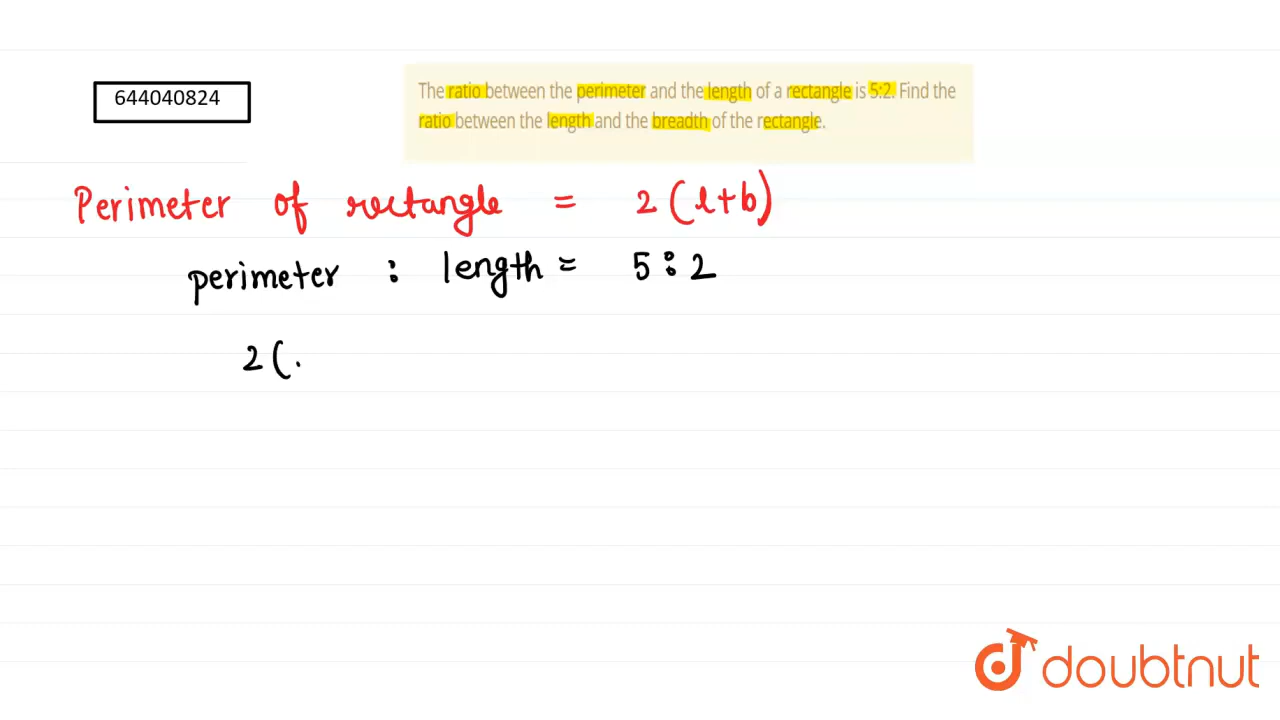 644040824
The ratio between the perimeter and the length of a rectangle is 5:2. Find the
ratio between the length and the breadth of the rectangle.
Perimeter of rectangle = 2(l+b)
perimeter : length = 5:2
2(.
doubtnut